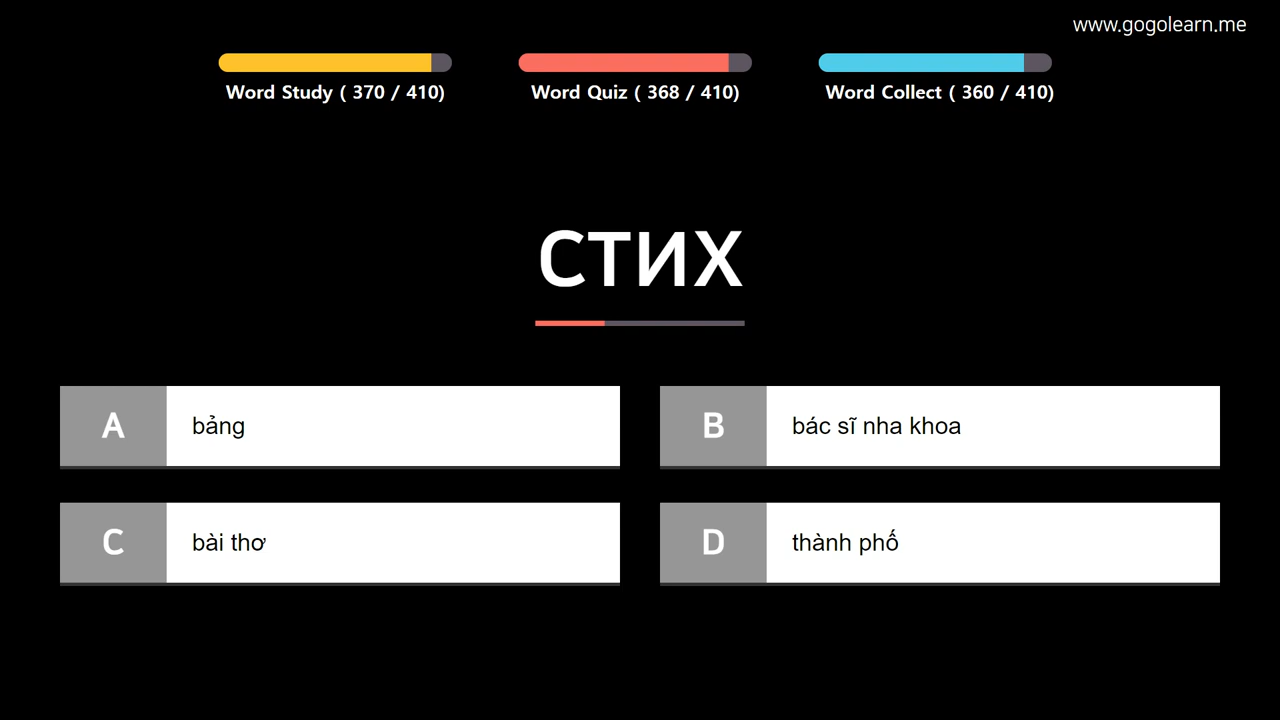 www.gogolearn.me
Word Study ( 370 / 410)
Word Quiz ( 368 / 410)
Word Collect ( 360 / 410)
стих
A
bảng
B
bác sĩ nha khoa
C
bài thơ
D
thành phố